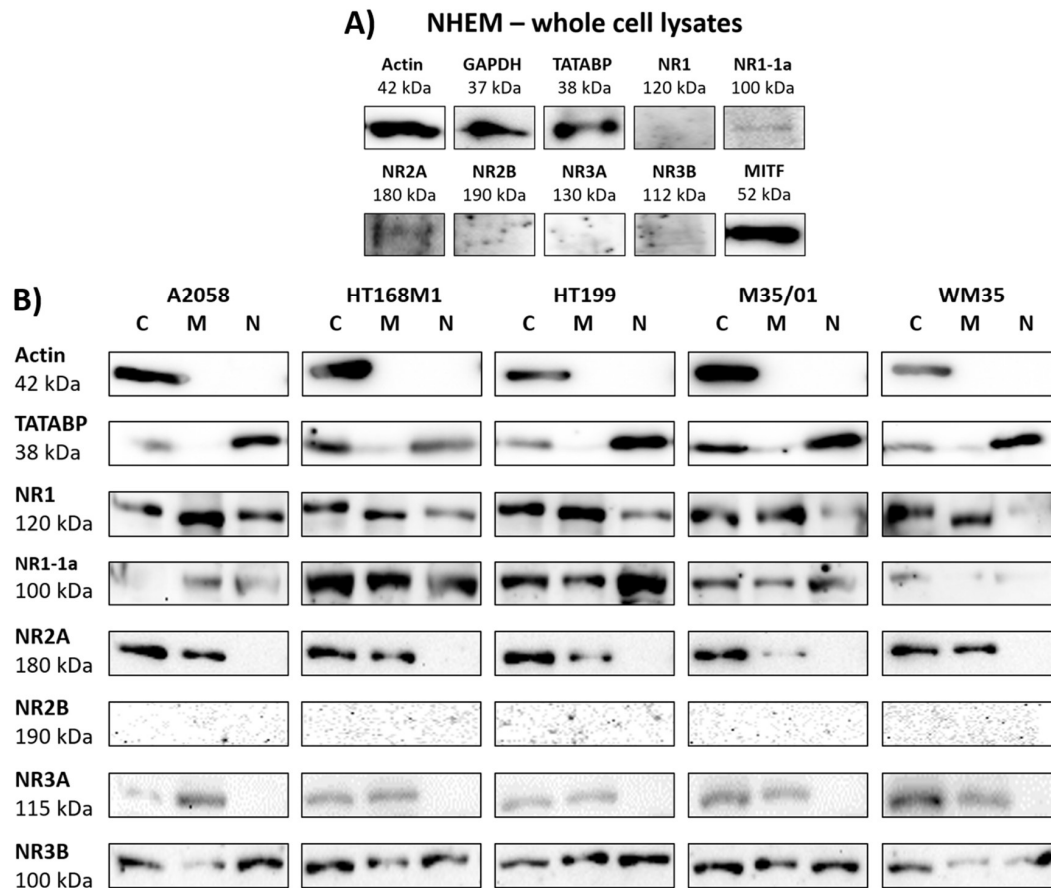 A) NHEM – whole cell lysates
Actin GAPDH TATABP NR1 NR1-1a
42 kDa 37 kDa 38 kDa 120 kDa 100 kDa
NR2A NR2B NR3A NR3B MITF
180 kDa 190 kDa 130 kDa 112 kDa 52 kDa
B) A2058 HT168M1 HT199 M35/01 WM35
C M N C M N C M N C M N C M N
Actin
42 kDa
TATABP
38 kDa
NR1
120 kDa
NR1-1a
100 kDa
NR2A
180 kDa
NR2B
190 kDa
NR3A
115 kDa
NR3B
100 kDa